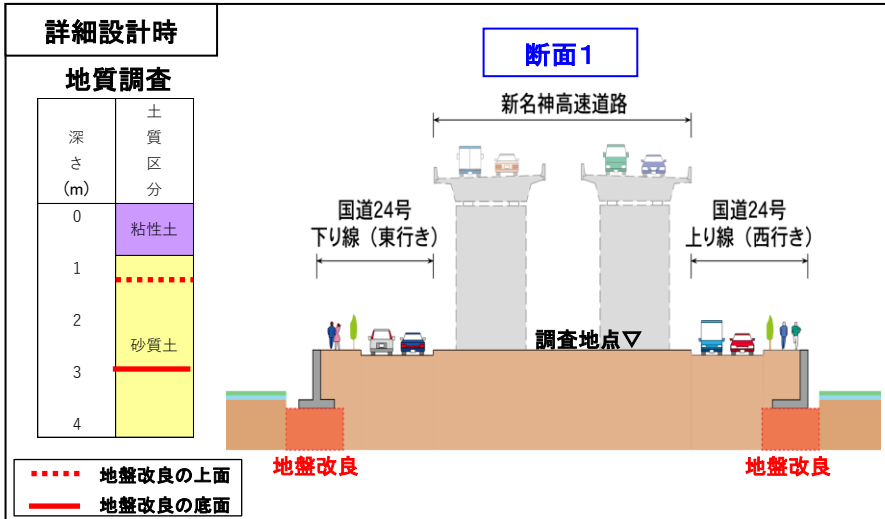 詳細設計時
断面1
地質調査
深さ(m)
土質区分
0
粘性土
1
2
砂質土
3
4
新名神高速道路
国道24号
下り線（東行き）
国道24号
上り線（西行き）
調査地点▽
地盤改良
地盤改良
地盤改良の上面
地盤改良の底面